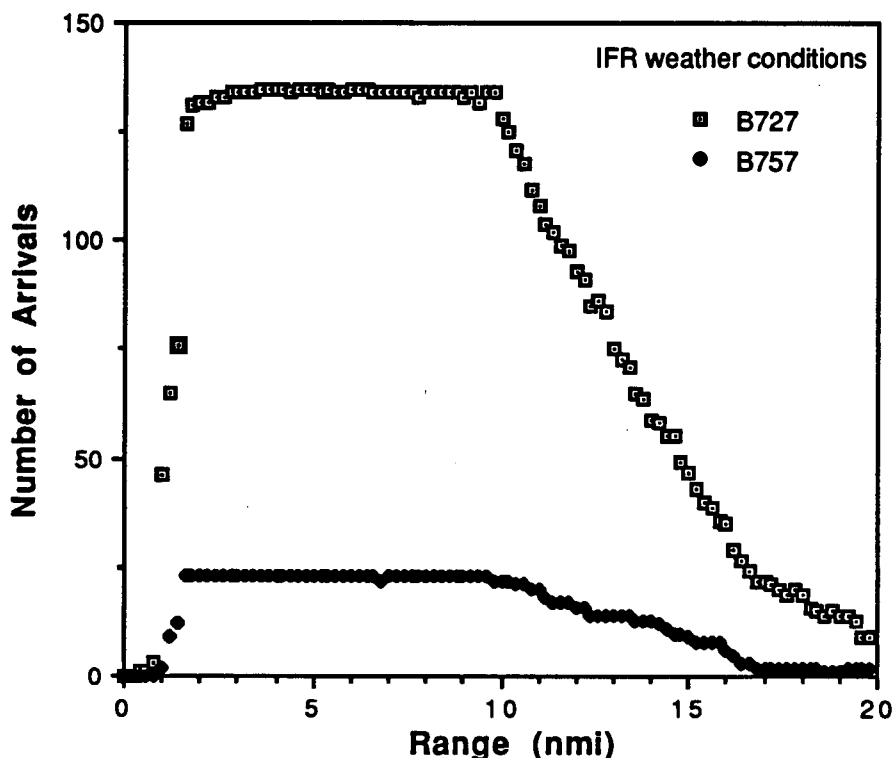 150
IFR weather conditions
B727
B757
100
50
0
Number of Arrivals
0 5 10 15 20
Range (nmi)